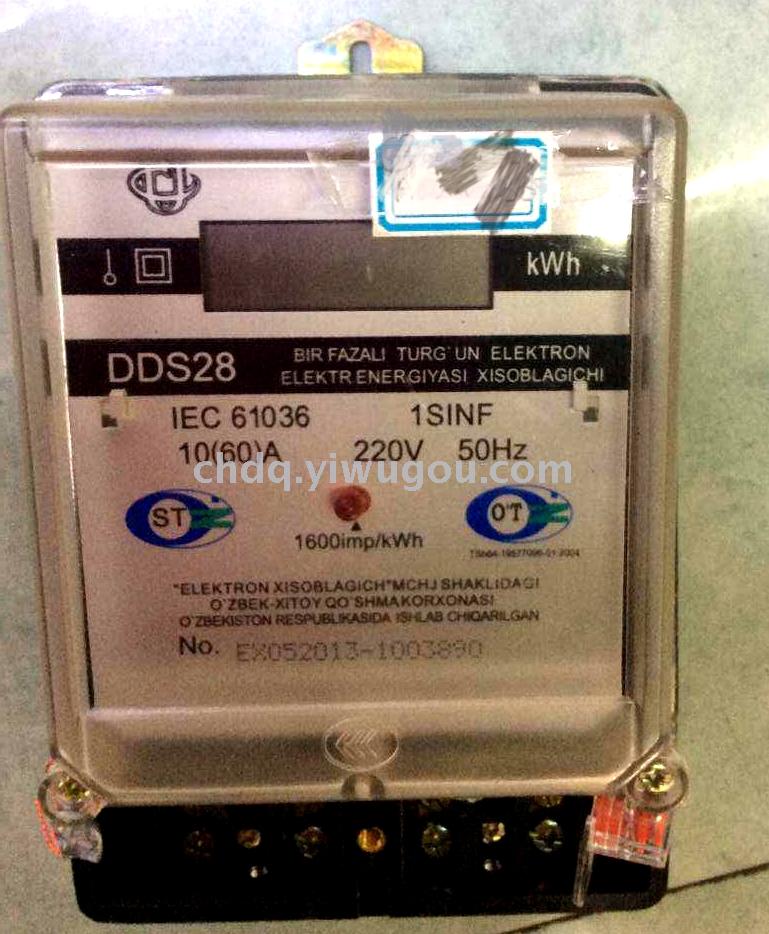 kWh
DDS28
BIR FAZALI TURG`UN ELEKTRON
ELEKTR ENERGIYASI XISOBLAGICHI
IEC 61036 1SINF
10(60)A 220V 50Hz
chdq.yiwugou.com
ST O'T
1600imp/kWh
"ELEKTRON XISOBLAGICH"MCHJ SHAKLIDAGI
O`ZBEK-XITOY QO`SHMA KORXONASI
O`ZBEKISTON RESPUBLIKASIDA ISHLAB CHIQARILGAN
No. EX052013-1003890